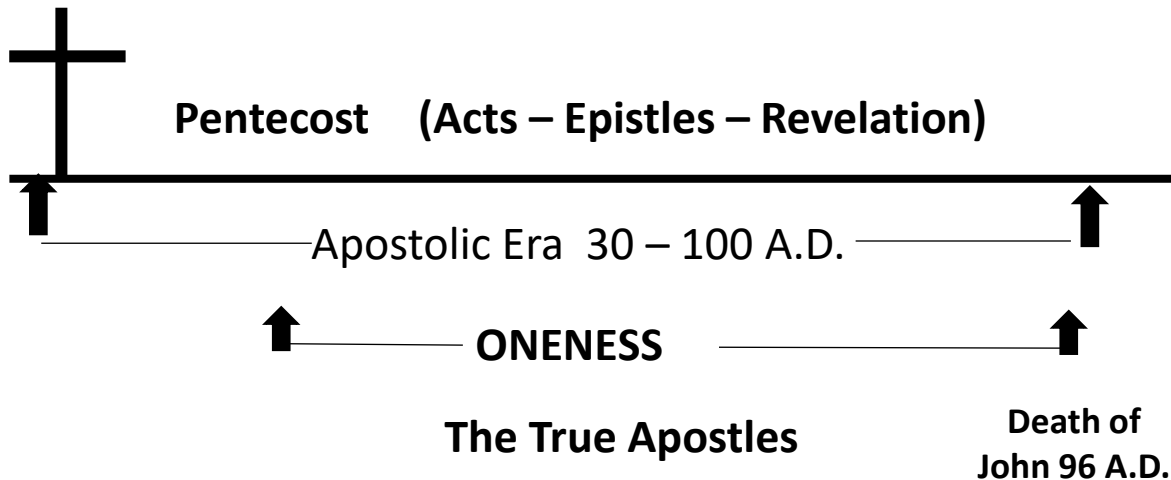 Pentecost (Acts – Epistles – Revelation)
Apostolic Era 30 – 100 A.D.
ONENESS
The True Apostles
Death of
John 96 A.D.